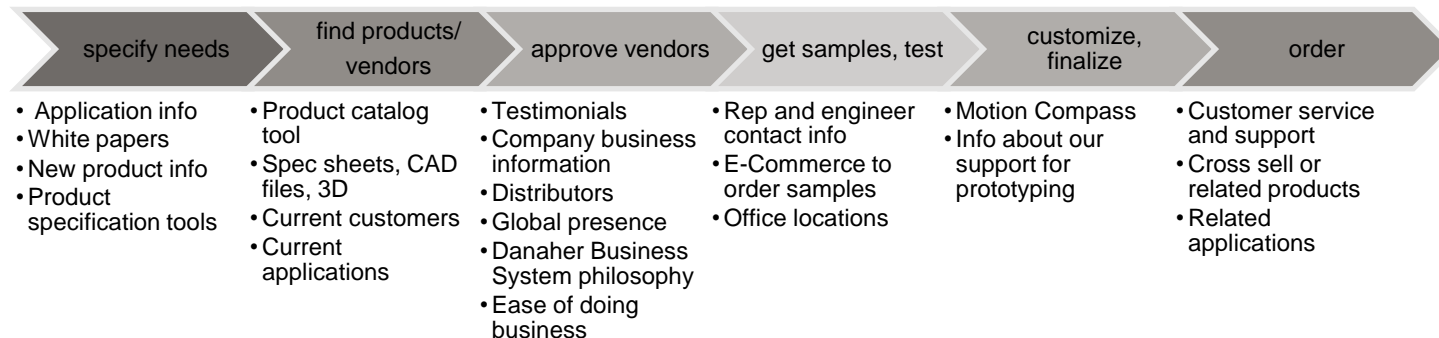 specify needs
find products/
vendors
approve vendors
get samples, test
customize,
finalize
order
• Application info
• White papers
• New product info
• Product
specification tools
• Product catalog
tool
• Spec sheets, CAD
files, 3D
• Current customers
• Current
applications
• Testimonials
• Company business
information
• Distributors
• Global presence
• Danaher Business
System philosophy
• Ease of doing
business
• Rep and engineer
contact info
• E-Commerce to
order samples
• Office locations
• Motion Compass
• Info about our
support for
prototyping
• Customer service
and support
• Cross sell or
related products
• Related
applications